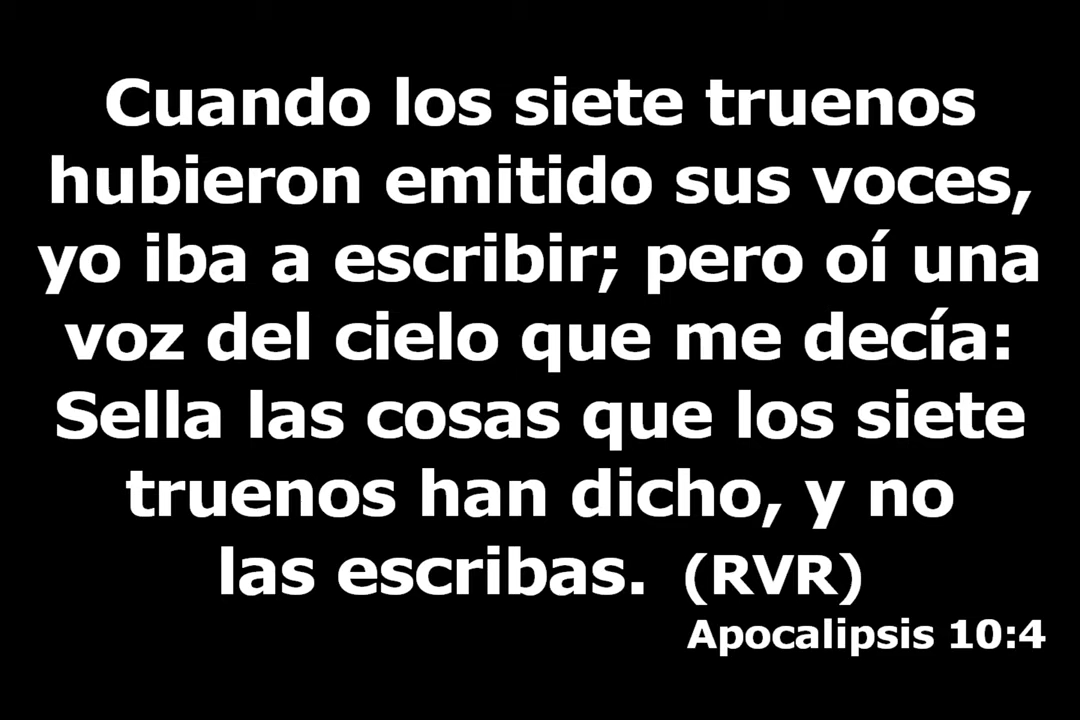 Cuando los siete truenos
hubieron emitido sus voces,
yo iba a escribir; pero oí una
voz del cielo que me decía:
Sella las cosas que los siete
truenos han dicho, y no
las escribas. (RVR)
Apocalipsis 10:4